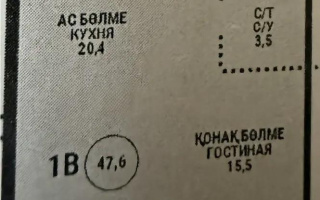 АС БӨЛМЕ
КУХНЯ
20,4
С/Т
С/У
3,5
ҚОНАҚ БӨЛМЕ
ГОСТИНАЯ
15,5
1В 47,6